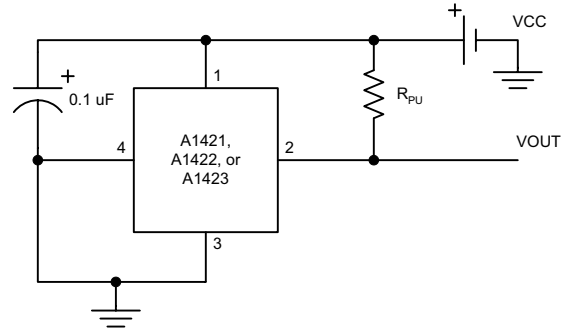 +
VCC
1
+
0.1 uF
RPU
A1421,
A1422, or
A1423
4
2
VOUT
3